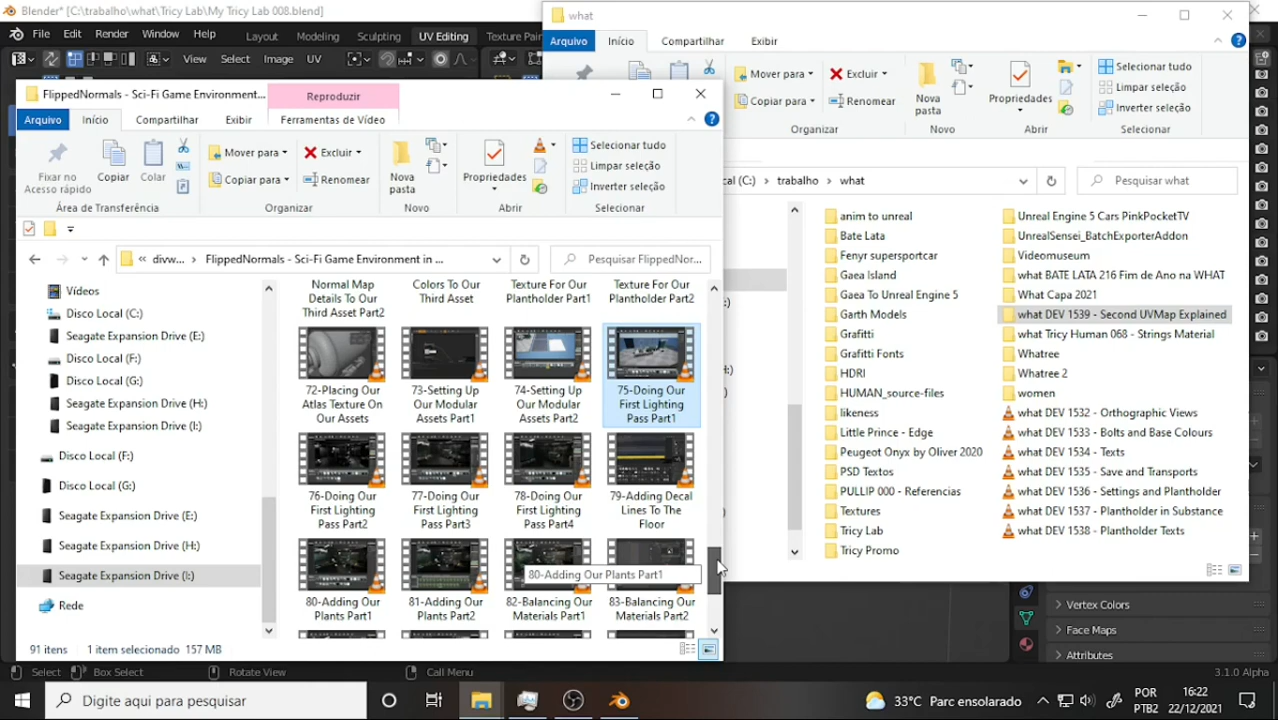 Blender* [C:\trabalho\what\Tricy Lab\My Tricy Lab 008.blend]
File Edit Render Window Help Layout Modeling Sculpting UV Editing Texture Pain
View Select Image UV
what
Arquivo Início Compartilhar Exibir
Mover para Excluir
Copiar para Renomear
Nova pasta
Propriedades
Selecionar tudo
Limpar seleção
Inverter seleção
Organizar Novo Abrir Selecionar
cal (C:) > trabalho > what
Pesquisar what
anim to unreal
Bate Lata
Fenyr supersportcar
Gaea Island
Gaea To Unreal Engine 5
Garth Models
Grafitti
Grafitti Fonts
HDRI
HUMAN_source-files
likeness
Little Prince - Edge
Peugeot Onyx by Oliver 2020
PSD Textos
PULLIP 000 - Referencias
Textures
Tricy Lab
Tricy Promo
Unreal Engine 5 Cars PinkPocketTV
UnrealSensei_BatchExporterAddon
Videomuseum
what BATE LATA 216 Fim de Ano na WHAT
What Capa 2021
what DEV 1539 - Second UVMap Explained
what Tricy Human 068 - Strings Material
Whatree
Whatree 2
women
what DEV 1532 - Orthographic Views
what DEV 1533 - Bolts and Base Colours
what DEV 1534 - Texts
what DEV 1535 - Save and Transports
what DEV 1536 - Settings and Plantholder
what DEV 1537 - Plantholder in Substance
what DEV 1538 - Plantholder Texts
FlippedNormals - Sci-Fi Game Environment...
Reproduzir
Arquivo Início Compartilhar Exibir Ferramentas de Vídeo
Fixar no
Acesso rápido
Copiar Colar
Mover para Excluir
Copiar para Renomear
Nova
pasta
Propriedades
Selecionar tudo
Limpar seleção
Inverter seleção
Área de Transferência Organizar Novo Abrir Selecionar
« divw... > FlippedNormals - Sci-Fi Game Environment in ...
Pesquisar FlippedNor...
Vídeos
Disco Local (C:)
Seagate Expansion Drive (E:)
Disco Local (F:)
Disco Local (G:)
Seagate Expansion Drive (H:)
Seagate Expansion Drive (I:)
Disco Local (F:)
Disco Local (G:)
Seagate Expansion Drive (E:)
Seagate Expansion Drive (H:)
Seagate Expansion Drive (I:)
Rede
Normal Map
Details To Our
Third Asset Part2
Colors To Our
Third Asset
Texture For Our
Plantholder Part1
Texture For Our
Plantholder Part2
72-Placing Our
Atlas Texture On
Our Assets
73-Setting Up
Our Modular
Assets Part1
74-Setting Up
Our Modular
Assets Part2
75-Doing Our
First Lighting
Pass Part1
76-Doing Our
First Lighting
Pass Part2
77-Doing Our
First Lighting
Pass Part3
78-Doing Our
First Lighting
Pass Part4
79-Adding Decal
Lines To The
Floor
80-Adding Our Plants Part1
80-Adding Our
Plants Part1
81-Adding Our
Plants Part2
82-Balancing Our
Materials Part1
83-Balancing Our
Materials Part2
91 itens 1 item selecionado 157 MB
Vertex Colors
Face Maps
Attributes
Select Box Select Rotate View Call Menu
3.1.0 Alpha
Digite aqui para pesquisar
33°C Parc ensolarado
POR
PTB2
16:22
22/12/2021